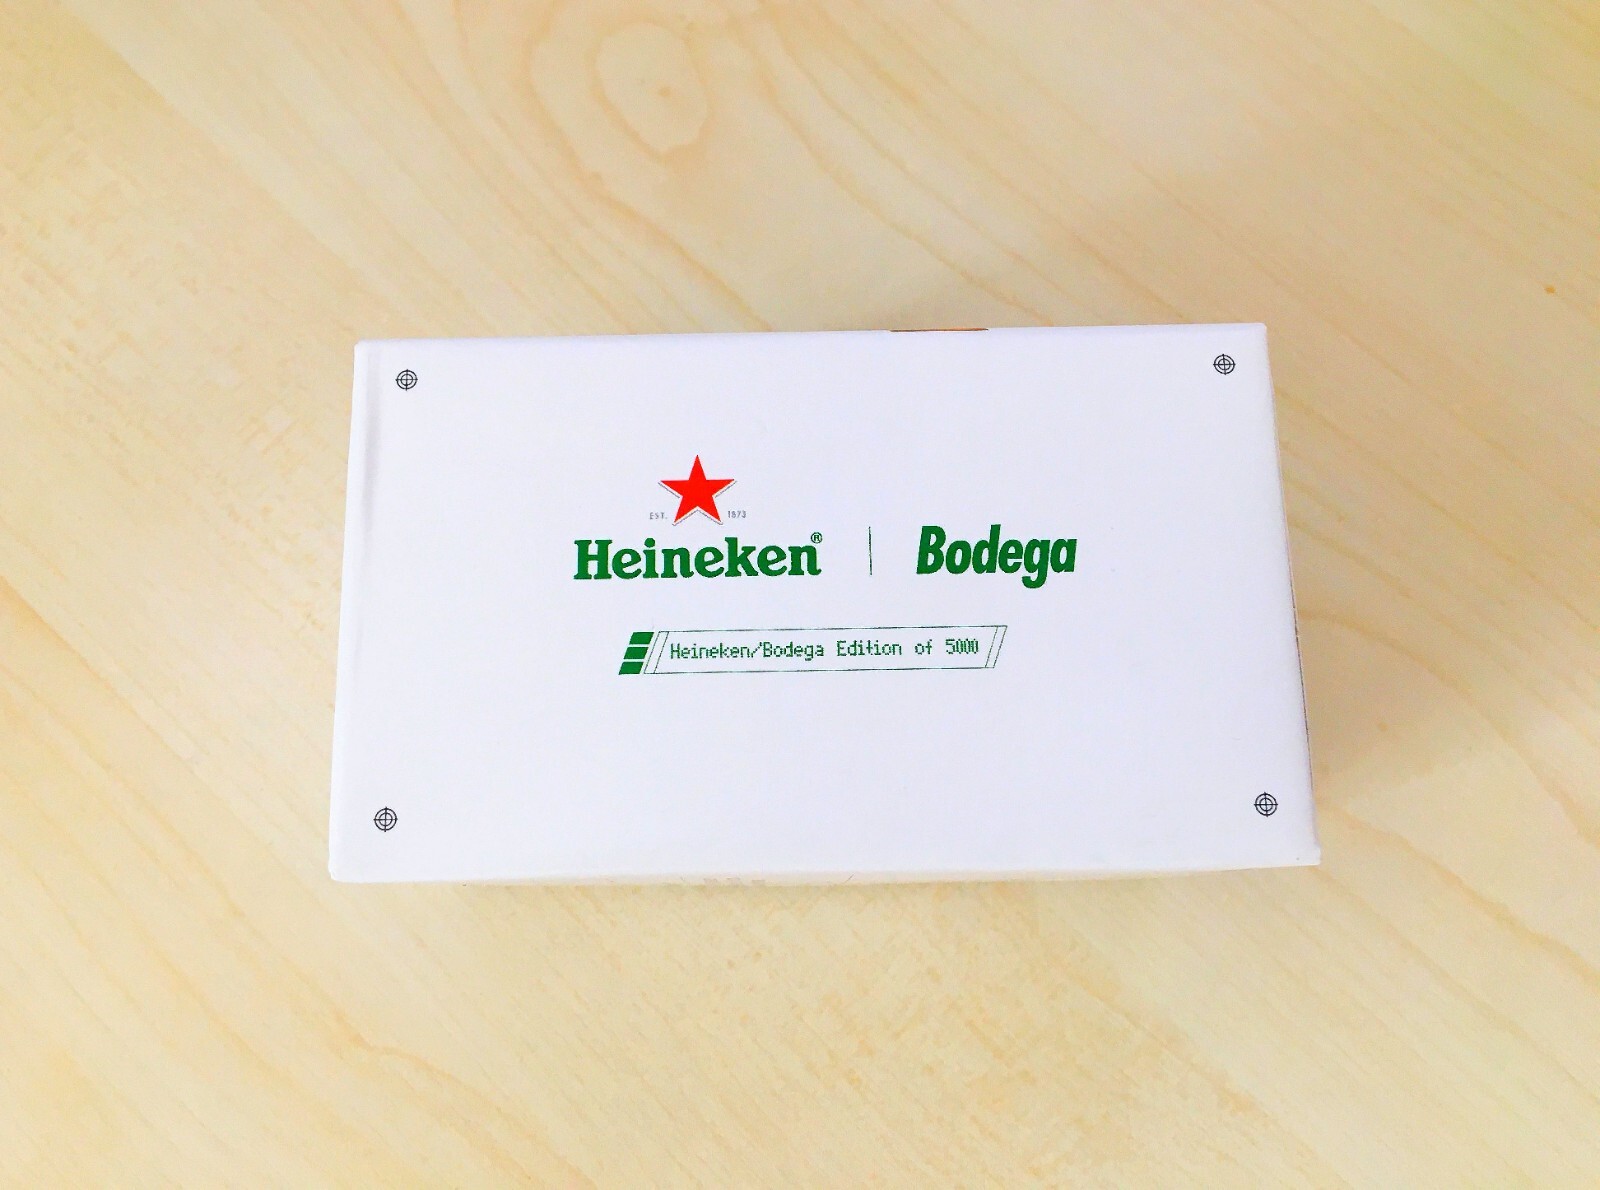 EST. 1873
Heineken® | Bodega
Heineken/Bodega Edition of 5000